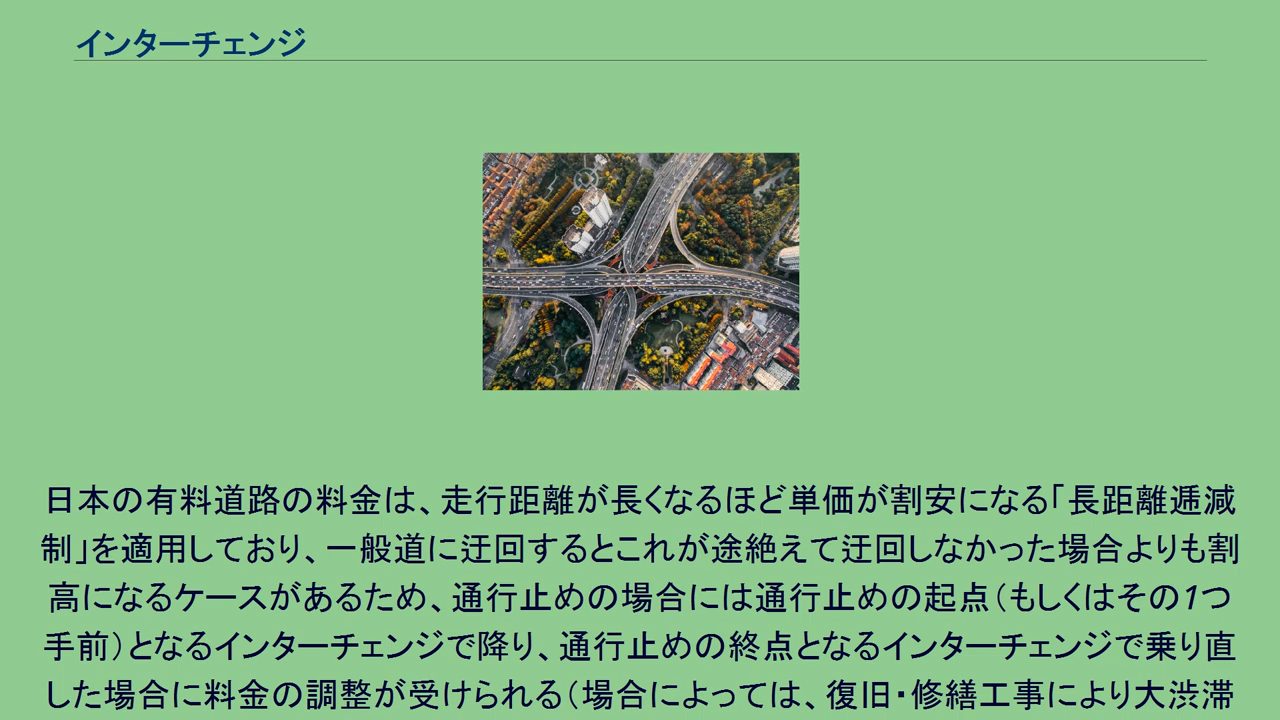 インターチェンジ
日本の有料道路の料金は、走行距離が長くなるほど単価が割安になる「長距離逓減
制」を適用しており、一般道に迂回するとこれが途絶えて迂回しなかった場合よりも割
高になるケースがあるため、通行止めの場合には通行止めの起点（もしくはその1つ
手前）となるインターチェンジで降り、通行止めの終点となるインターチェンジで乗り直
した場合に料金の調整が受けられる（場合によっては、復旧・修繕工事により大渋滞